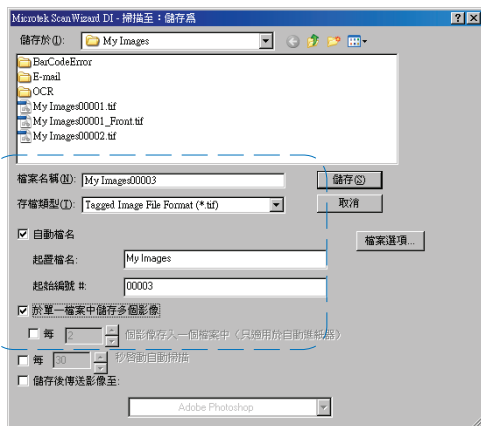 Microtek ScanWizard DI - 掃描至：儲存為
儲存於(I): My Images
BarCodeError
E-mail
OCR
My Images00001.tif
My Images00001_Front.tif
My Images00002.tif
檔案名稱(N): My Images00003 儲存(S)
存檔類型(T): Tagged Image File Format (*.tif) 取消
自動檔名 檔案選項...
起置檔名: My Images
起始編號 #: 00003
於單一檔案中儲存多個影像
每 2 個影像存入一個檔案中（只適用於自動進紙器）
每 30 秒啓動自動掃描
儲存後傳送影像至:
Adobe Photoshop